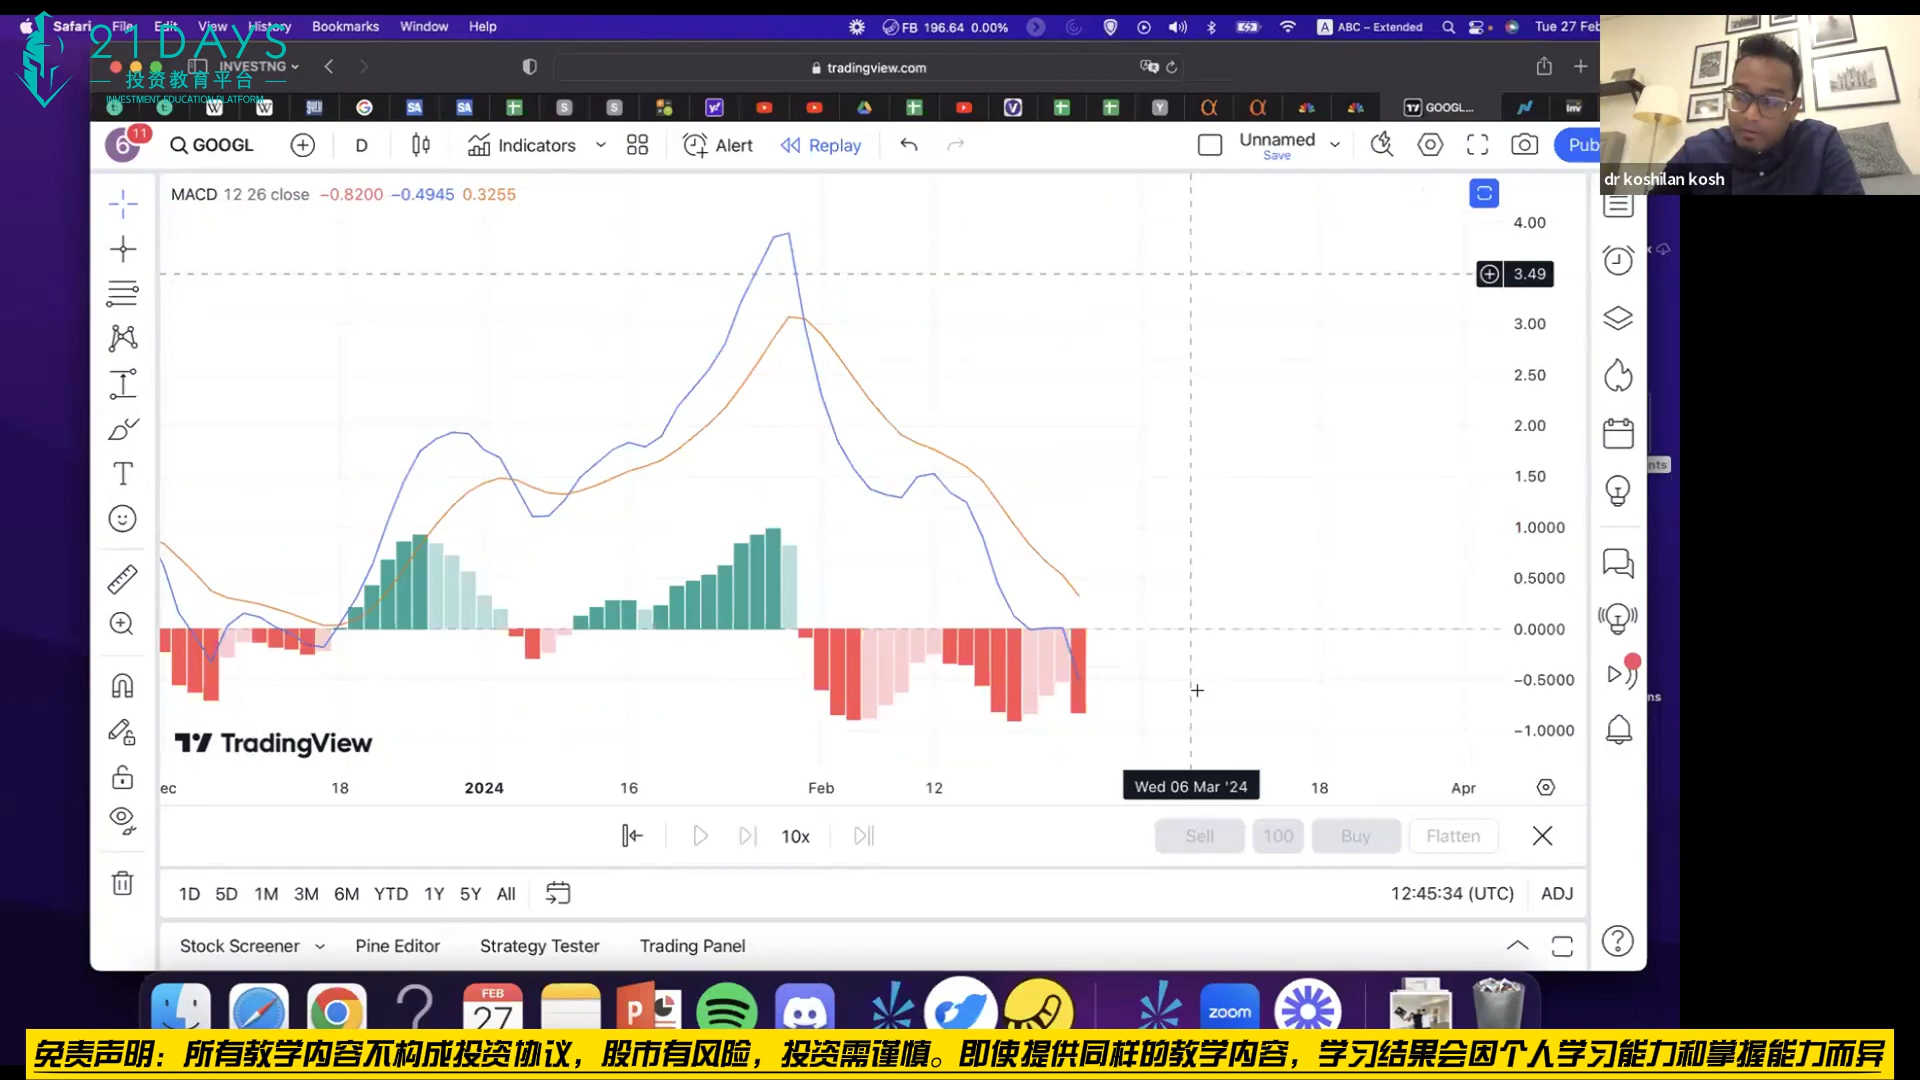 Safari File Edit View History Bookmarks Window Help
FB 196.64 0.00%
ABC – Extended
Tue 27 Feb
21DAYS
投资教育平台
INVESTMENT EDUCATION PLATFORM
INVESTNG
tradingview.com
GOOGL...
dr koshilan kosh
11
GOOGL
D
Indicators
Alert
Replay
Unnamed
Save
Pub
MACD 12 26 close −0.8200 −0.4945 0.3255
4.00
3.49
3.00
2.50
2.00
1.50
1.0000
0.5000
0.0000
−0.5000
−1.0000
TradingView
ec 18 2024 16 Feb 12 Wed 06 Mar '24 18 Apr
10x
Sell 100 Buy Flatten
1D 5D 1M 3M 6M YTD 1Y 5Y All
12:45:34 (UTC) ADJ
Stock Screener Pine Editor Strategy Tester Trading Panel
FEB
27
zoom
免责声明：所有教学内容不构成投资协议，股市有风险，投资需谨慎。即使提供同样的教学内容，学习结果会因个人学习能力和掌握能力而异